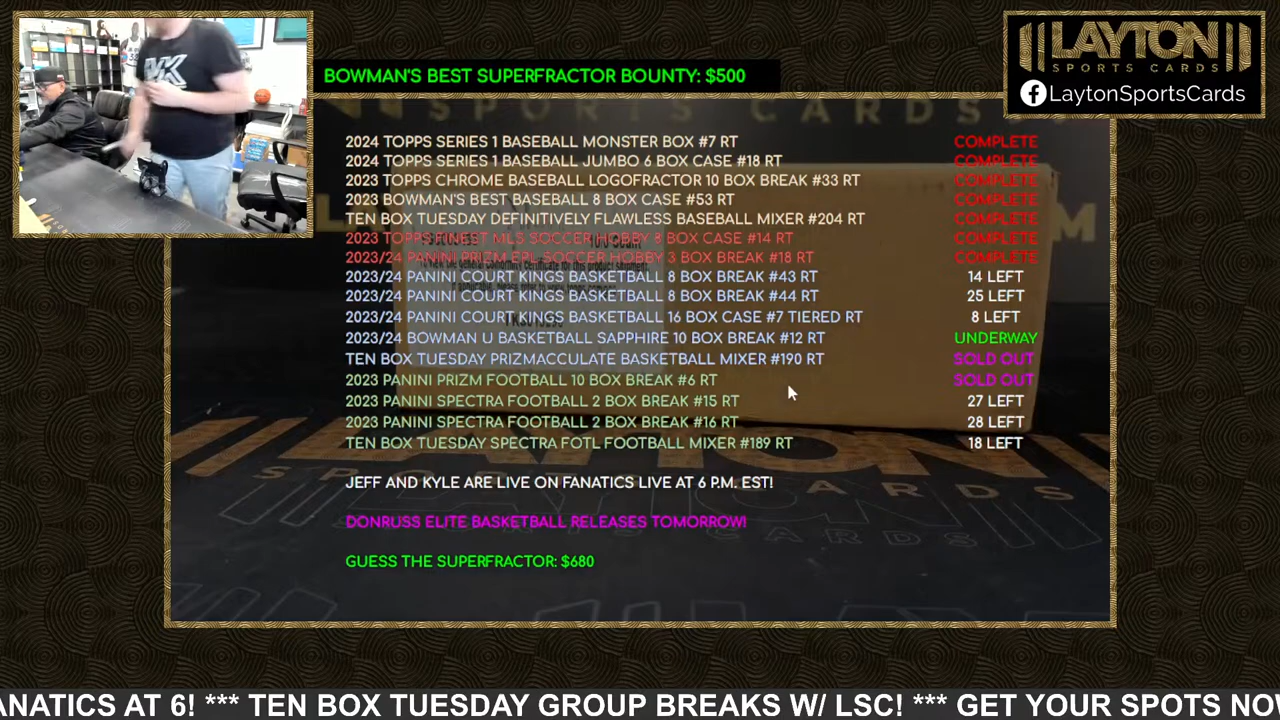 BOWMAN'S BEST SUPERFRACTOR BOUNTY: $500
LAYTON
SPORTS CARDS
LaytonSportsCards
SPORTS CARDS
2024 TOPPS SERIES 1 BASEBALL MONSTER BOX #7 RT COMPLETE
2024 TOPPS SERIES 1 BASEBALL JUMBO 6 BOX CASE #18 RT COMPLETE
2023 TOPPS CHROME BASEBALL LOGOFRACTOR 10 BOX BREAK #33 RT COMPLETE
2023 BOWMAN'S BEST BASEBALL 8 BOX CASE #53 RT COMPLETE
TEN BOX TUESDAY DEFINITIVELY FLAWLESS BASEBALL MIXER #204 RT COMPLETE
2023 TOPPS FINEST MLS SOCCER HOBBY 8 BOX CASE #14 RT COMPLETE
2023/24 PANINI PRIZM EPL SOCCER HOBBY 3 BOX BREAK #18 RT COMPLETE
2023/24 PANINI COURT KINGS BASKETBALL 8 BOX BREAK #43 RT 14 LEFT
2023/24 PANINI COURT KINGS BASKETBALL 8 BOX BREAK #44 RT 25 LEFT
2023/24 PANINI COURT KINGS BASKETBALL 16 BOX CASE #7 TIERED RT 8 LEFT
2023/24 BOWMAN U BASKETBALL SAPPHIRE 10 BOX BREAK #12 RT UNDERWAY
TEN BOX TUESDAY PRIZMACCULATE BASKETBALL MIXER #190 RT SOLD OUT
2023 PANINI PRIZM FOOTBALL 10 BOX BREAK #6 RT SOLD OUT
2023 PANINI SPECTRA FOOTBALL 2 BOX BREAK #15 RT 27 LEFT
2023 PANINI SPECTRA FOOTBALL 2 BOX BREAK #16 RT 28 LEFT
TEN BOX TUESDAY SPECTRA FOTL FOOTBALL MIXER #189 RT 18 LEFT
JEFF AND KYLE ARE LIVE ON FANATICS LIVE AT 6 P.M. EST!
DONRUSS ELITE BASKETBALL RELEASES TOMORROW!
GUESS THE SUPERFRACTOR: $680
ANATICS AT 6! *** TEN BOX TUESDAY GROUP BREAKS W/ LSC! *** GET YOUR SPOTS NO